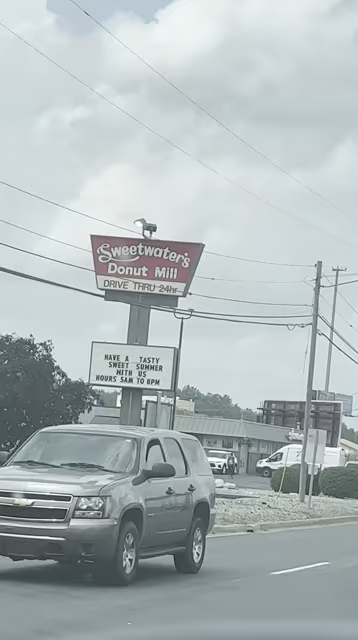 Sweetwater's
Donut Mill
DRIVE THRU 24hr
HAVE A TASTY
SWEET SUMMER
WITH US
HOURS 5AM TO 8PM